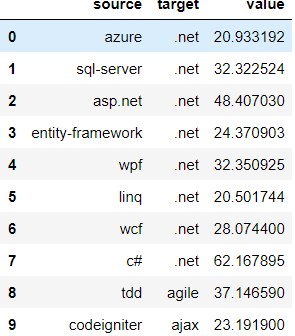 source target value
0 azure .net 20.933192
1 sql-server .net 32.322524
2 asp.net .net 48.407030
3 entity-framework .net 24.370903
4 wpf .net 32.350925
5 linq .net 20.501744
6 wcf .net 28.074400
7 c# .net 62.167895
8 tdd agile 37.146590
9 codeigniter ajax 23.191900